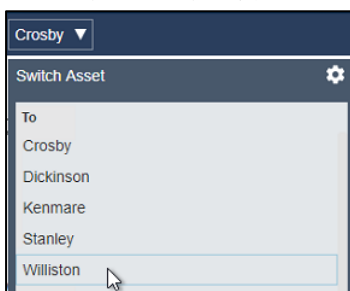 Crosby ▼
Switch Asset
To
Crosby
Dickinson
Kenmare
Stanley
Williston